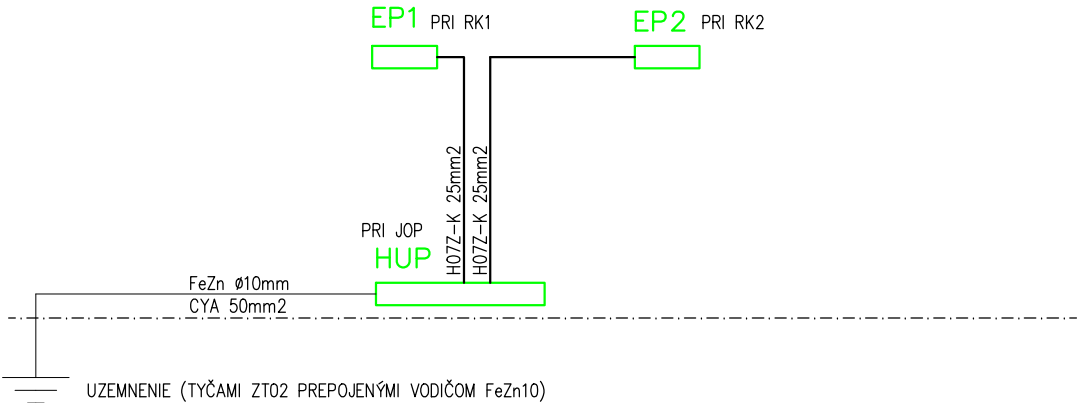 EP1 PRI RK1
EP2 PRI RK2
H07Z-K 25mm2
H07Z-K 25mm2
PRI JOP
HUP
FeZn ø10mm
CYA 50mm2
UZEMNENIE (TYČAMI ZT02 PREPOJENÝMI VODIČOM FeZn10)